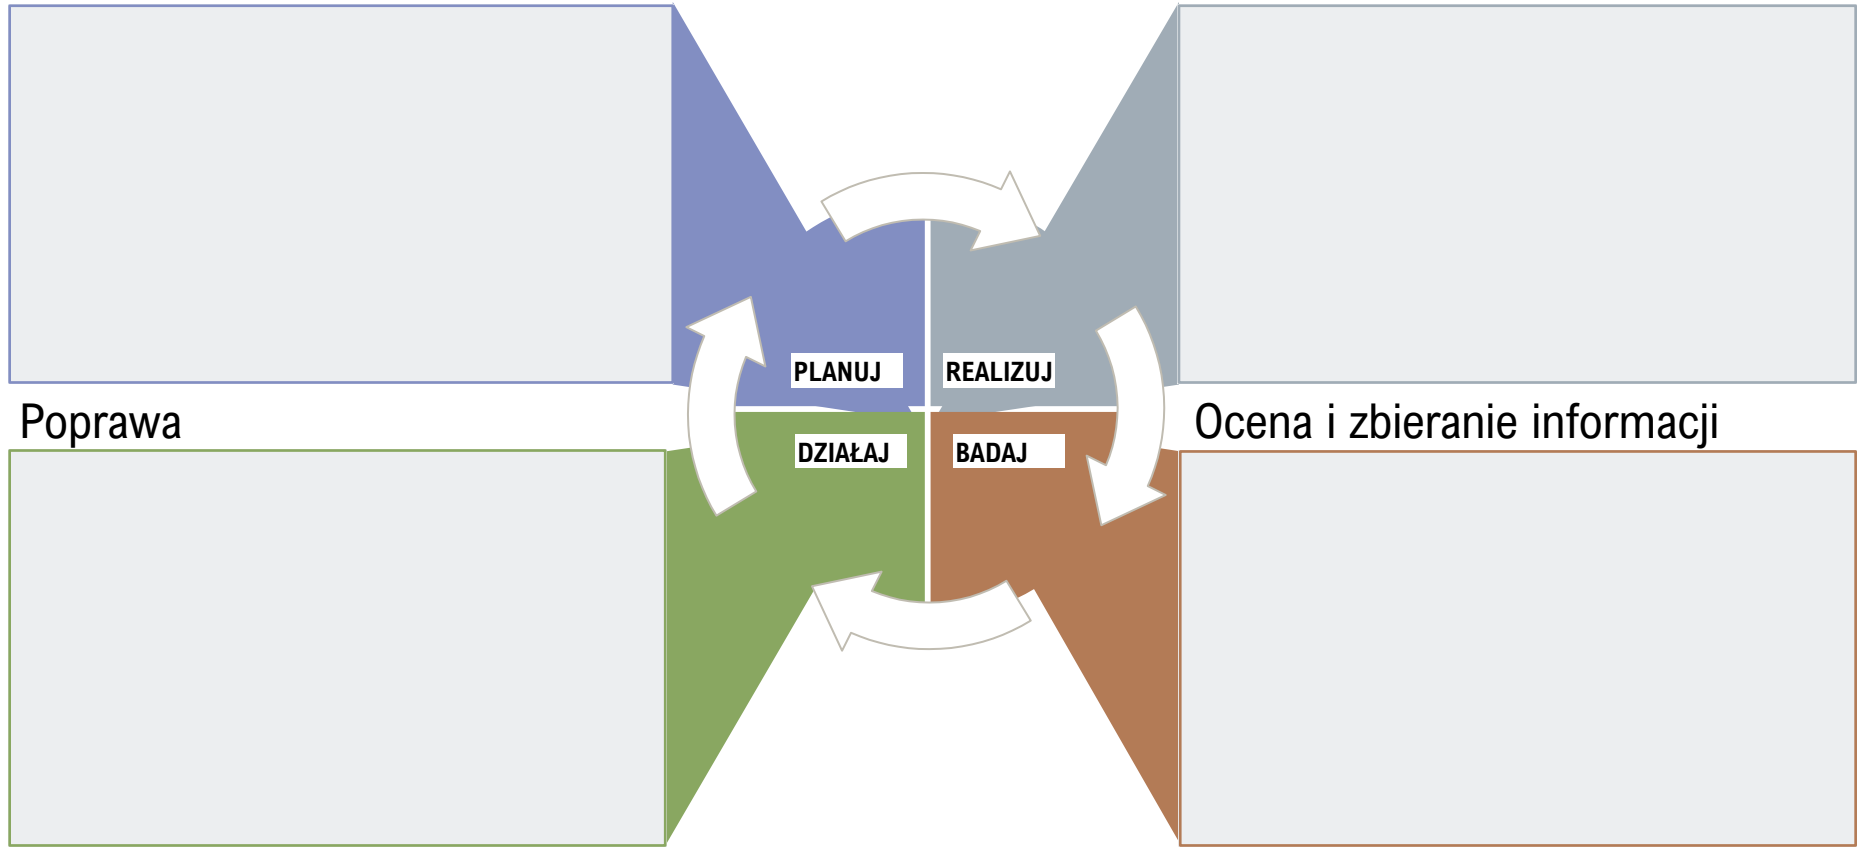 PLANUJ
REALIZUJ
Poprawa
Ocena i zbieranie informacji
DZIAŁAJ
BADAJ